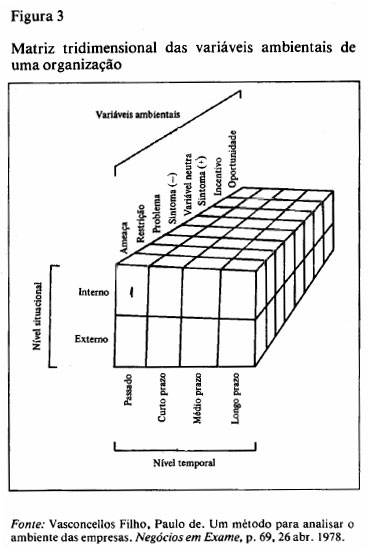 Figura 3
Matriz tridimensional das variáveis ambientais de
uma organização
Variáveis ambientais
Ameaça
Restrição
Problema
Sintoma (−)
Variável neutra
Sintoma (+)
Incentivo
Oportunidade
Nível situacional
Interno
Externo
Passado
Curto prazo
Médio prazo
Longo prazo
Nível temporal
Fonte: Vasconcellos Filho, Paulo de. Um método para analisar o
ambiente das empresas. Negócios em Exame, p. 69, 26 abr. 1978.